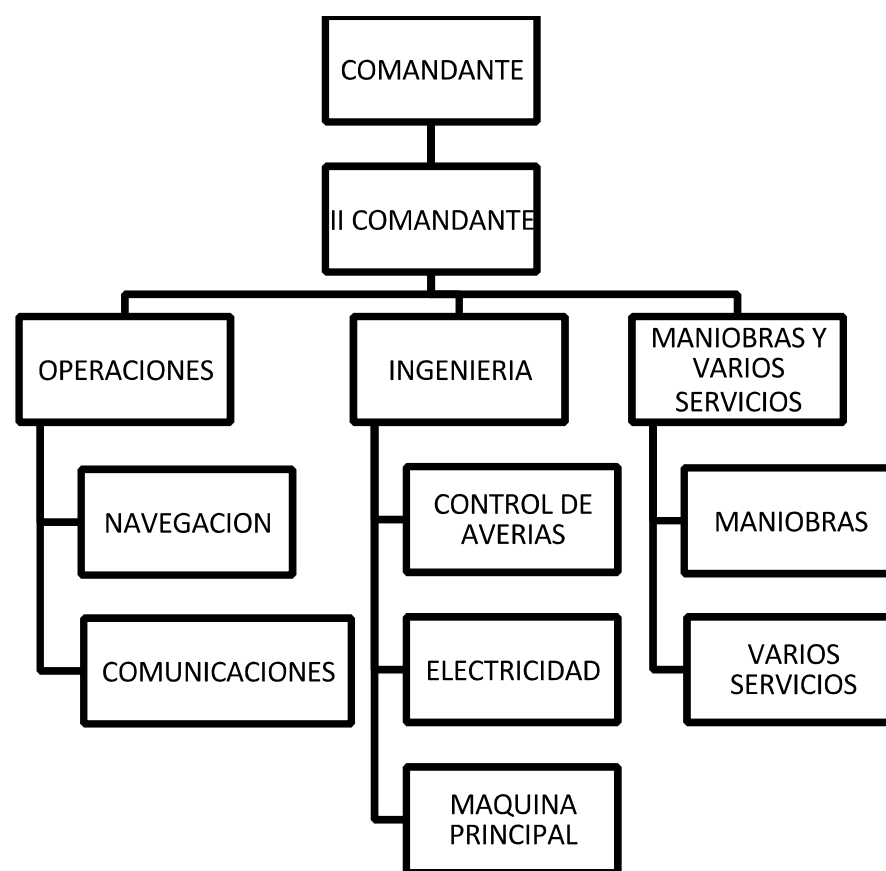 COMANDANTE
II COMANDANTE
OPERACIONES
INGENIERIA
MANIOBRAS Y
VARIOS
SERVICIOS
NAVEGACION
COMUNICACIONES
CONTROL DE
AVERIAS
ELECTRICIDAD
MAQUINA
PRINCIPAL
MANIOBRAS
VARIOS
SERVICIOS